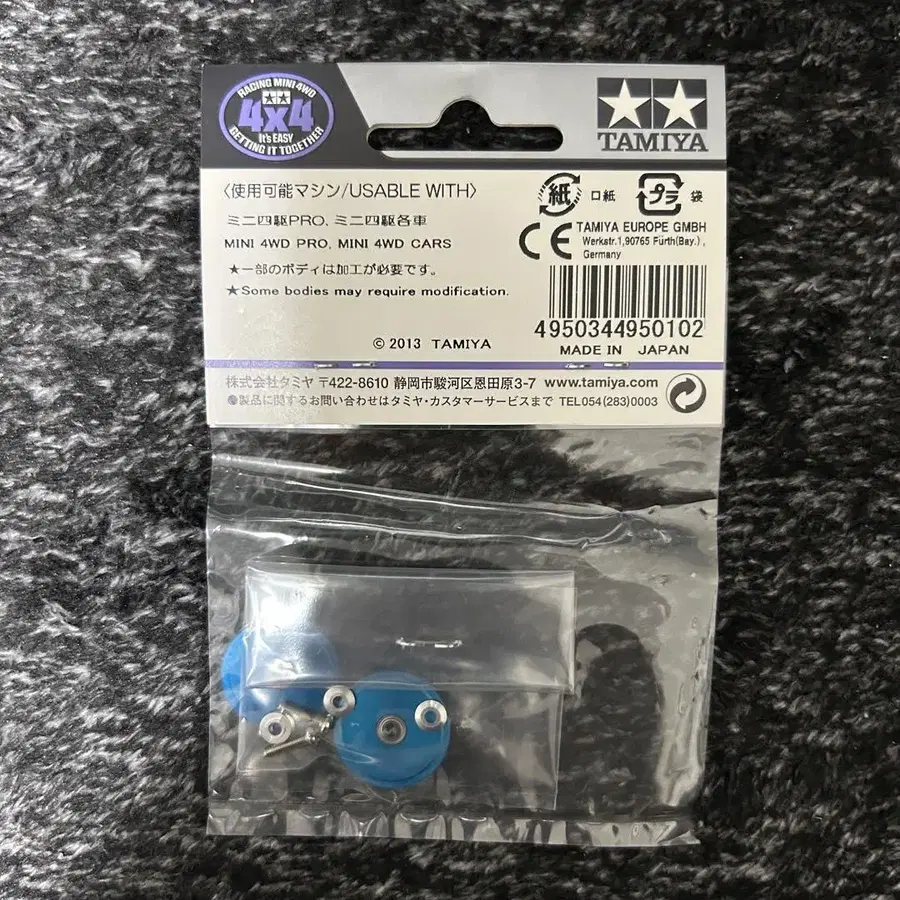 RACING MINI 4WD
4x4
It's EASY
GETTING IT TOGETHER
TAMIYA
〈使用可能マシン/USABLE WITH〉
ミニ四駆PRO、ミニ四駆各車
MINI 4WD PRO, MINI 4WD CARS
★一部のボディは加工が必要です。
★Some bodies may require modification.
© 2013 TAMIYA
紙 口紙 プラ 袋
CE TAMIYA EUROPE GMBH
Werkstr.1,90765 Fürth(Bay.),
Germany
4950344950102
MADE IN JAPAN
株式会社タミヤ 〒422-8610 静岡市駿河区恩田原3-7 www.tamiya.com
●製品に関するお問い合わせはタミヤ・カスタマーサービスまで TEL054(283)0003